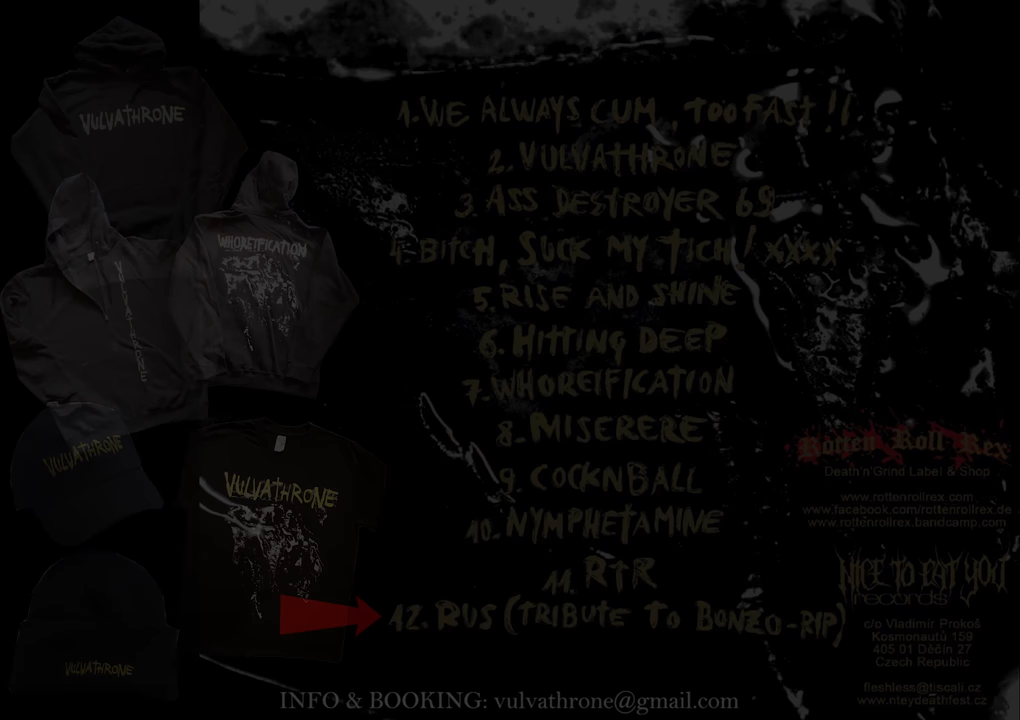 VULVATHRONE
WHOREIFICATION
VULVATHRONE
VULVATHRONE
VULVATHRONE
VULVATHRONE
1. WE ALWAYS CUM, TOO FAST !!
2. VULVATHRONE
3. ASS DESTROYER 69
4. BITCH, SUCK MY TICH! XXXX
5. RISE AND SHINE
6. HITTING DEEP
7. WHOREIFICATION
8. MISERERE
9. COCKNBALL
10. NYMPHETAMINE
11. RTR
12. RUS (TRIBUTE TO BONZO-RIP)
Rotten Roll Rex
Death'n'Grind Label & Shop
www.rottenrollrex.com
www.facebook.com/rottenrollrex.de
www.rottenrollrex.bandcamp.com
NICE TO EAT YOU
records
c/o Vladimir Prokoš
Kosmonautů 159
405 01 Děčín 27
Czech Republic
fleshless@tiscali.cz
www.nteydeathfest.cz
INFO & BOOKING: vulvathrone@gmail.com